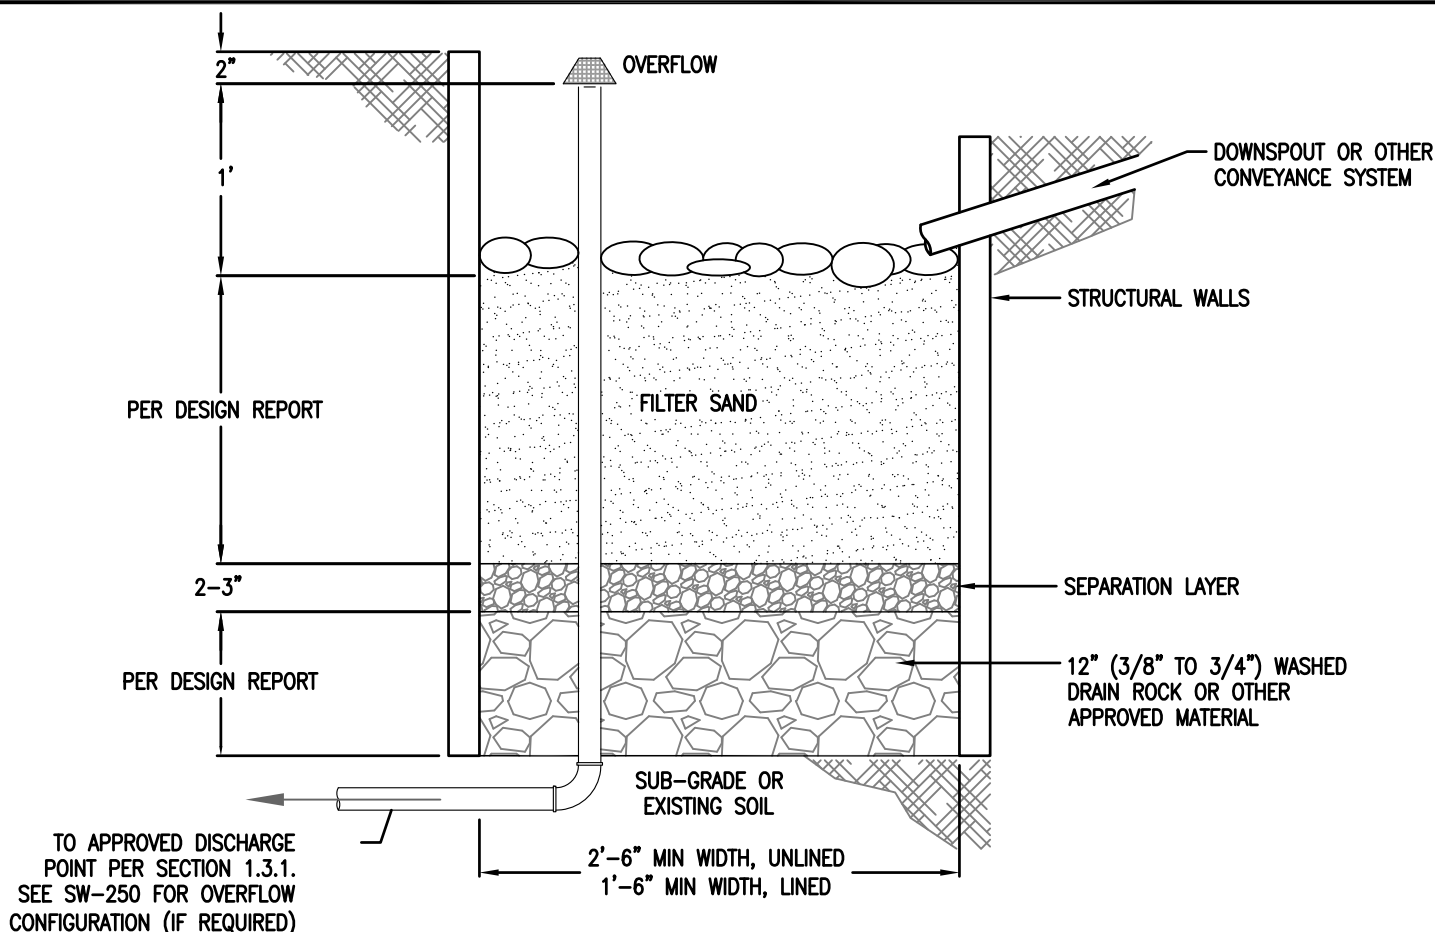 2"
OVERFLOW
1'
DOWNSPOUT OR OTHER
CONVEYANCE SYSTEM
STRUCTURAL WALLS
PER DESIGN REPORT
FILTER SAND
2-3"
SEPARATION LAYER
PER DESIGN REPORT
12" (3/8" TO 3/4") WASHED
DRAIN ROCK OR OTHER
APPROVED MATERIAL
SUB-GRADE OR
EXISTING SOIL
TO APPROVED DISCHARGE
POINT PER SECTION 1.3.1.
SEE SW-250 FOR OVERFLOW
CONFIGURATION (IF REQUIRED)
2'-6" MIN WIDTH, UNLINED
1'-6" MIN WIDTH, LINED